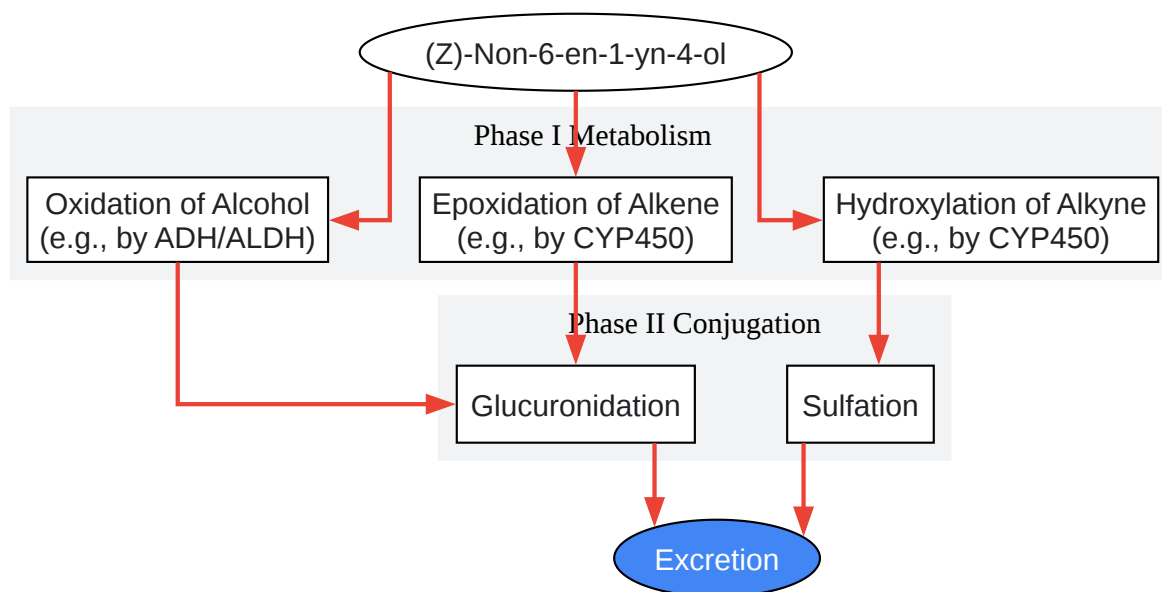 (Z)-Non-6-en-1-yn-4-ol
Phase I Metabolism
Oxidation of Alcohol
(e.g., by ADH/ALDH)
Epoxidation of Alkene
(e.g., by CYP450)
Hydroxylation of Alkyne
(e.g., by CYP450)
Phase II Conjugation
Glucuronidation
Sulfation
Excretion